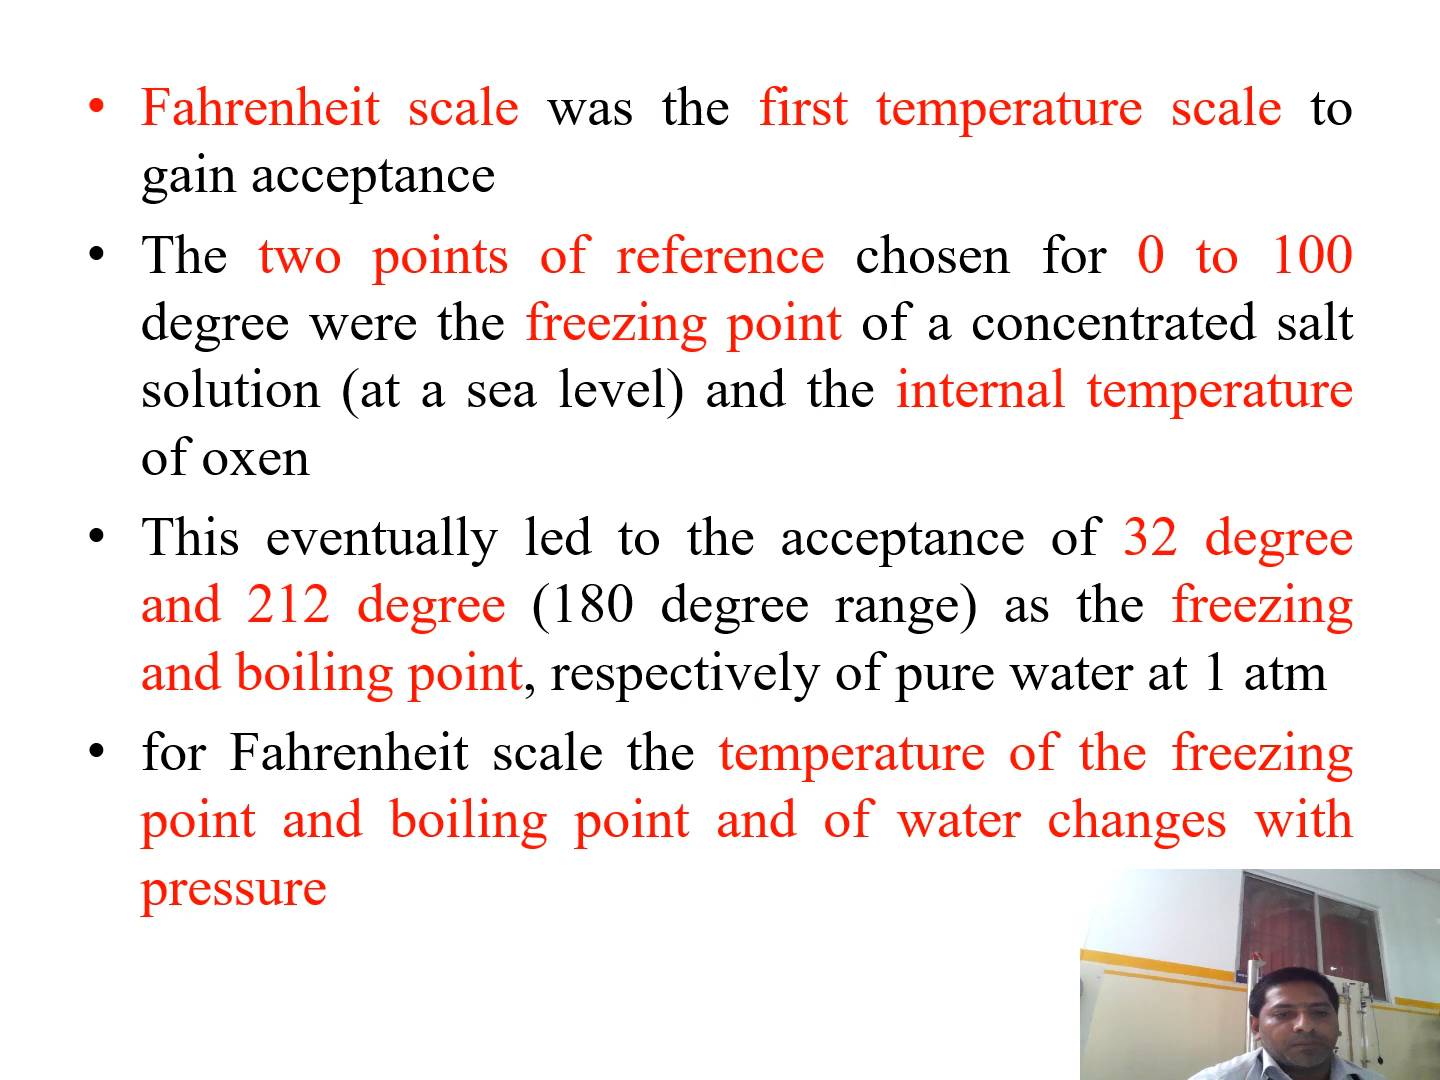 • Fahrenheit scale was the first temperature scale to
gain acceptance
• The two points of reference chosen for 0 to 100
degree were the freezing point of a concentrated salt
solution (at a sea level) and the internal temperature
of oxen
• This eventually led to the acceptance of 32 degree
and 212 degree (180 degree range) as the freezing
and boiling point, respectively of pure water at 1 atm
• for Fahrenheit scale the temperature of the freezing
point and boiling point and of water changes with
pressure